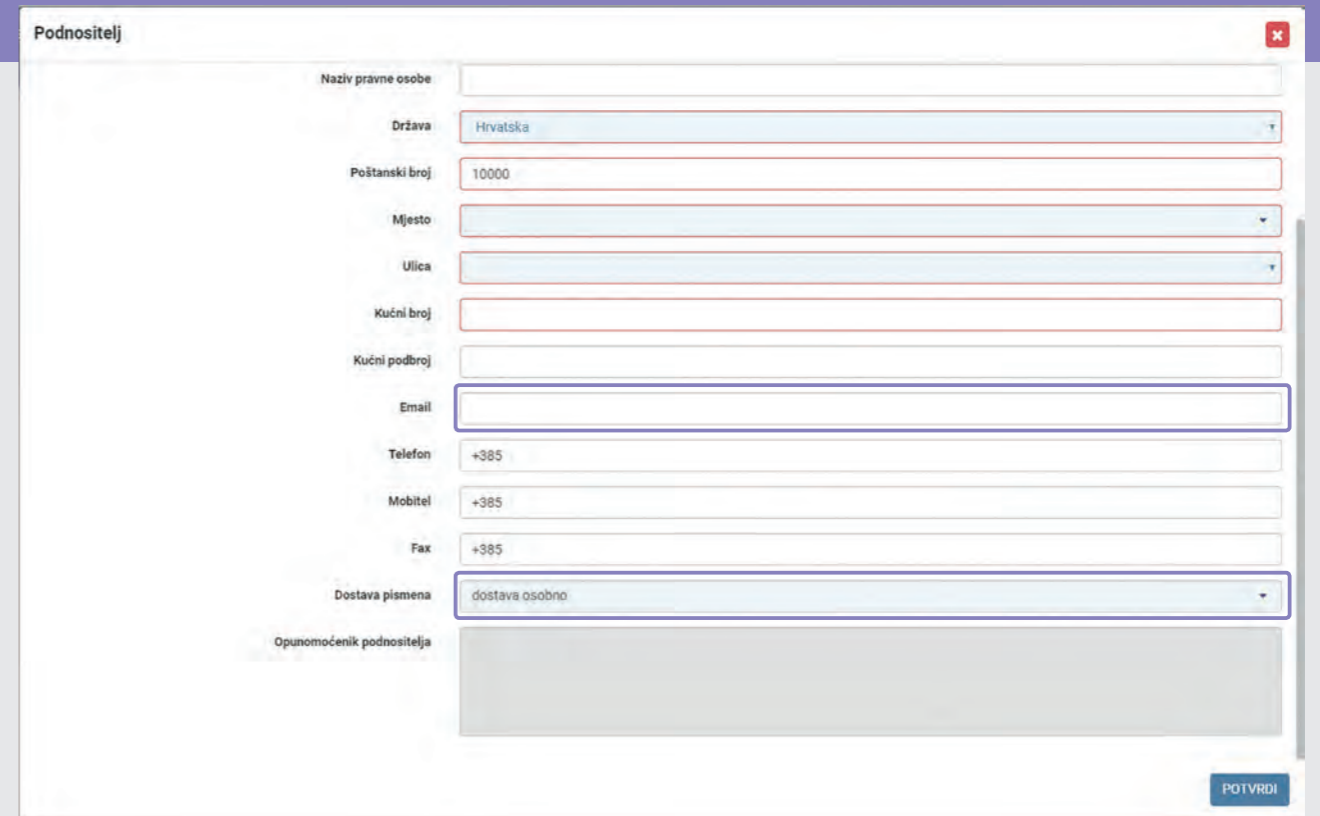 Podnositelj
Naziv pravne osobe
Država Hrvatska
Poštanski broj 10000
Mjesto
Ulica
Kućni broj
Kućni podbroj
Email
Telefon +385
Mobitel +385
Fax +385
Dostava pismena dostava osobno
Opunomoćenik podnositelja
POTVRDI